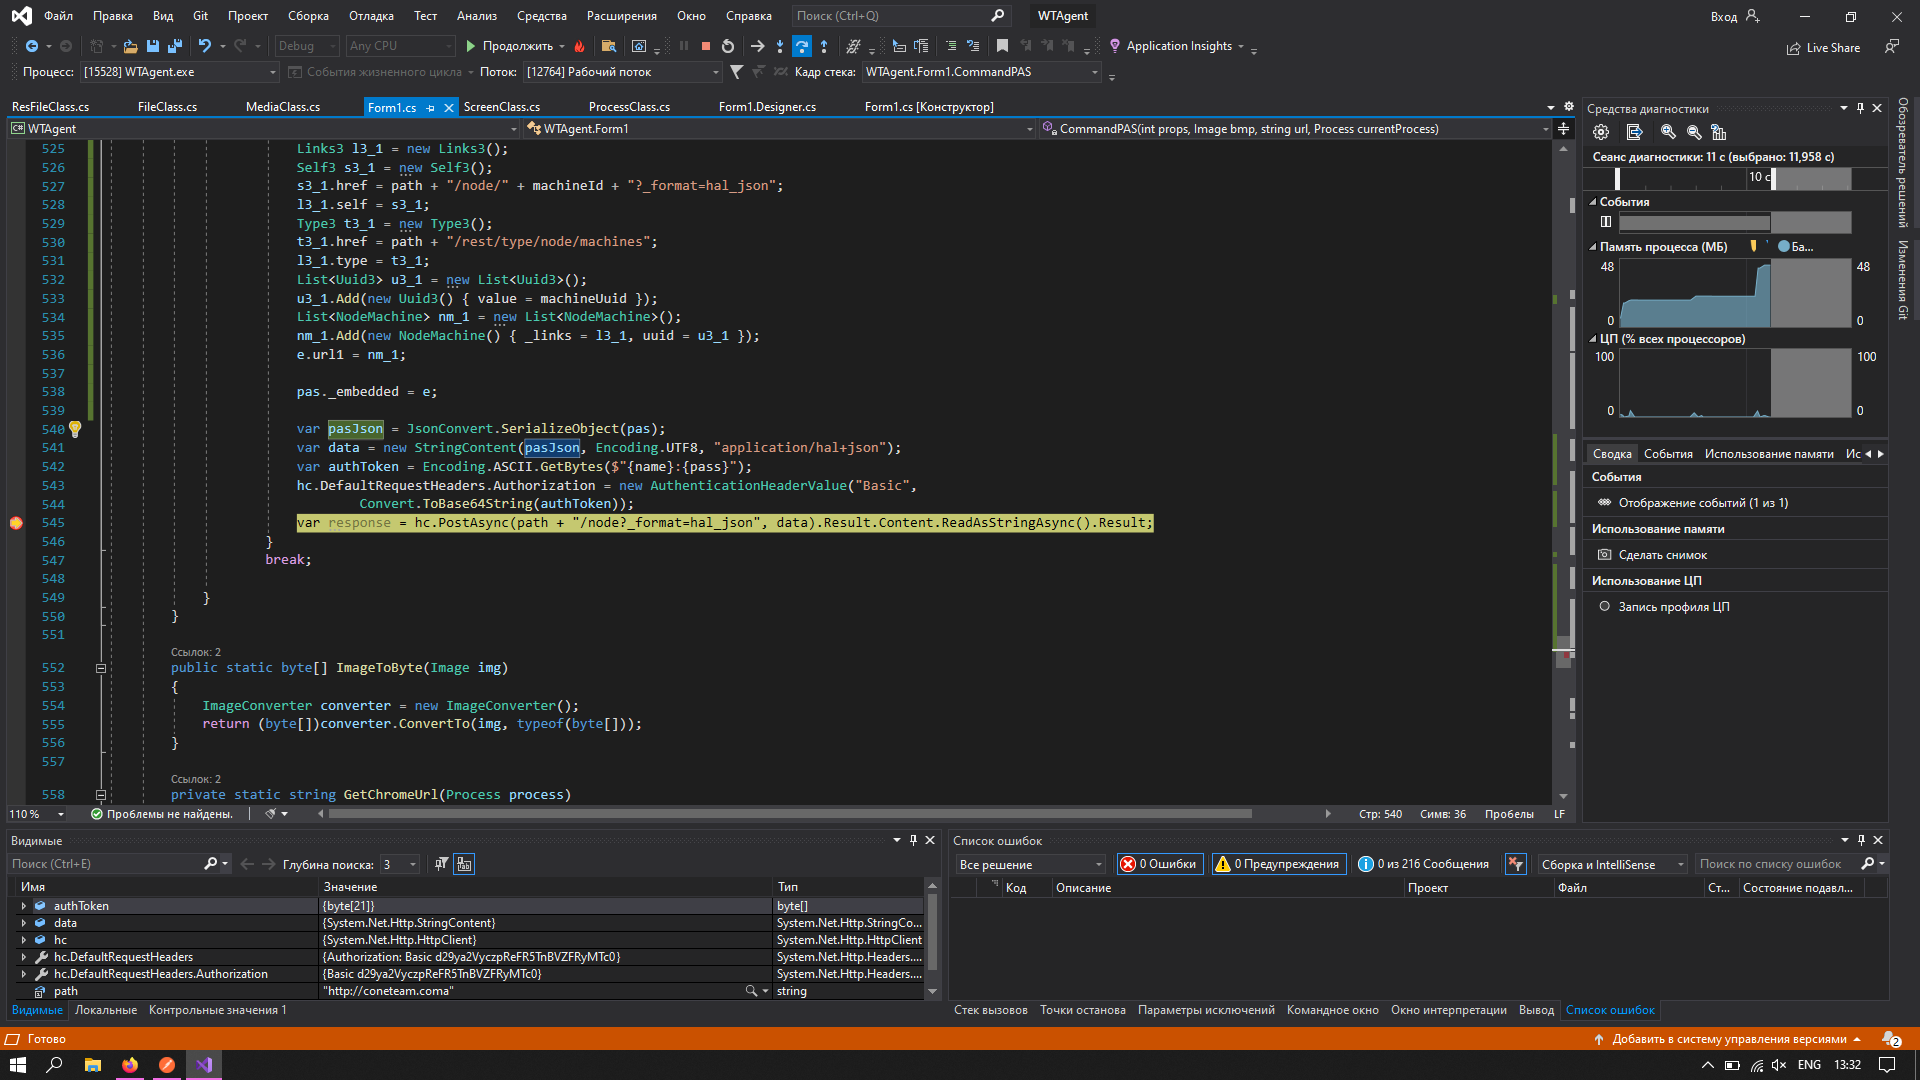 Файл Правка Вид Git Проект Сборка Отладка Тест Анализ Средства Расширения Окно Справка Поиск (Ctrl+Q) WTAgent Вход
Debug Any CPU Продолжить Application Insights Live Share
Процесс: [15528] WTAgent.exe События жизненного цикла Поток: [12764] Рабочий поток Кадр стека: WTAgent.Form1.CommandPAS
ResFileClass.cs FileClass.cs MediaClass.cs Form1.cs ScreenClass.cs ProcessClass.cs Form1.Designer.cs Form1.cs [Конструктор]
WTAgent WTAgent.Form1 CommandPAS(int props, Image bmp, string url, Process currentProcess)
525 Links3 l3_1 = new Links3();
526 Self3 s3_1 = new Self3();
527 s3_1.href = path + "/node/" + machineId + "?_format=hal_json";
528 l3_1.self = s3_1;
529 Type3 t3_1 = new Type3();
530 t3_1.href = path + "/rest/type/node/machines";
531 l3_1.type = t3_1;
532 List<Uuid3> u3_1 = new List<Uuid3>();
533 u3_1.Add(new Uuid3() { value = machineUuid });
534 List<NodeMachine> nm_1 = new List<NodeMachine>();
535 nm_1.Add(new NodeMachine() { _links = l3_1, uuid = u3_1 });
536 e.url1 = nm_1;
537
538 pas._embedded = e;
539
540 var pasJson = JsonConvert.SerializeObject(pas);
541 var data = new StringContent(pasJson, Encoding.UTF8, "application/hal+json");
542 var authToken = Encoding.ASCII.GetBytes($"{name}:{pass}");
543 hc.DefaultRequestHeaders.Authorization = new AuthenticationHeaderValue("Basic",
544 Convert.ToBase64String(authToken));
545 var response = hc.PostAsync(path + "/node?_format=hal_json", data).Result.Content.ReadAsStringAsync().Result;
546 }
547 break;
548
549 }
550 }
551
Ссылок: 2
552 public static byte[] ImageToByte(Image img)
553 {
554 ImageConverter converter = new ImageConverter();
555 return (byte[])converter.ConvertTo(img, typeof(byte[]));
556 }
557
Ссылок: 2
558 private static string GetChromeUrl(Process process)
110 % Проблемы не найдены. Стр: 540 Симв: 36 Пробелы LF
Средства диагностики
Сеанс диагностики: 11 с (выбрано: 11,958 с)
10 с
События
Память процесса (МБ) Ба...
48 48
0 0
ЦП (% всех процессоров)
100 100
0 0
Сводка События Использование памяти Ис
События
Отображение событий (1 из 1)
Использование памяти
Сделать снимок
Использование ЦП
Запись профиля ЦП
Обозреватель решений
Изменения Git
Видимые
Поиск (Ctrl+E) Глубина поиска: 3
Имя Значение Тип
authToken {byte[21]} byte[]
data {System.Net.Http.StringContent} System.Net.Http.StringCo...
hc {System.Net.Http.HttpClient} System.Net.Http.HttpClient
hc.DefaultRequestHeaders {Authorization: Basic d29ya2VyczpReFR5TnBVZFRyMTc0} System.Net.Http.Headers....
hc.DefaultRequestHeaders.Authorization {Basic d29ya2VyczpReFR5TnBVZFRyMTc0} System.Net.Http.Headers....
path "http://coneteam.coma" string
Видимые Локальные Контрольные значения 1
Список ошибок
Все решение 0 Ошибки 0 Предупреждения 0 из 216 Сообщения Сборка и IntelliSense Поиск по списку ошибок
Код Описание Проект Файл Ст... Состояние подавл...
Стек вызовов Точки останова Параметры исключений Командное окно Окно интерпретации Вывод Список ошибок
Готово Добавить в систему управления версиями 2
ENG 13:32